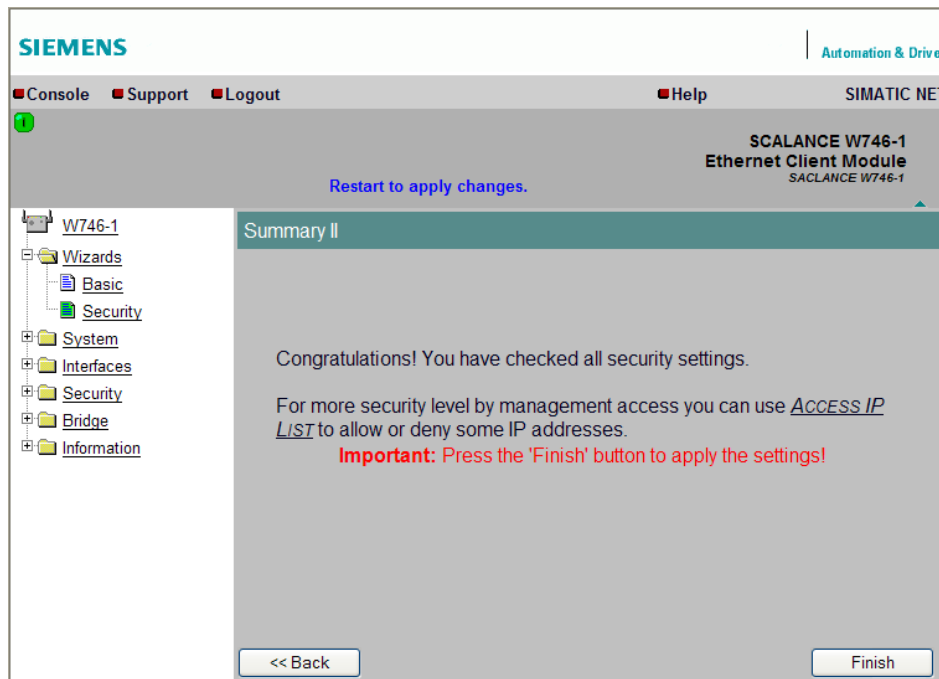 SIEMENS
Automation & Drive
Console Support Logout Help SIMATIC NET
SCALANCE W746-1
Ethernet Client Module
SACLANCE W746-1
Restart to apply changes.
W746-1
Wizards
Basic
Security
System
Interfaces
Security
Bridge
Information
Summary II
Congratulations! You have checked all security settings.
For more security level by management access you can use ACCESS IP
LIST to allow or deny some IP addresses.
Important: Press the 'Finish' button to apply the settings!
<< Back Finish